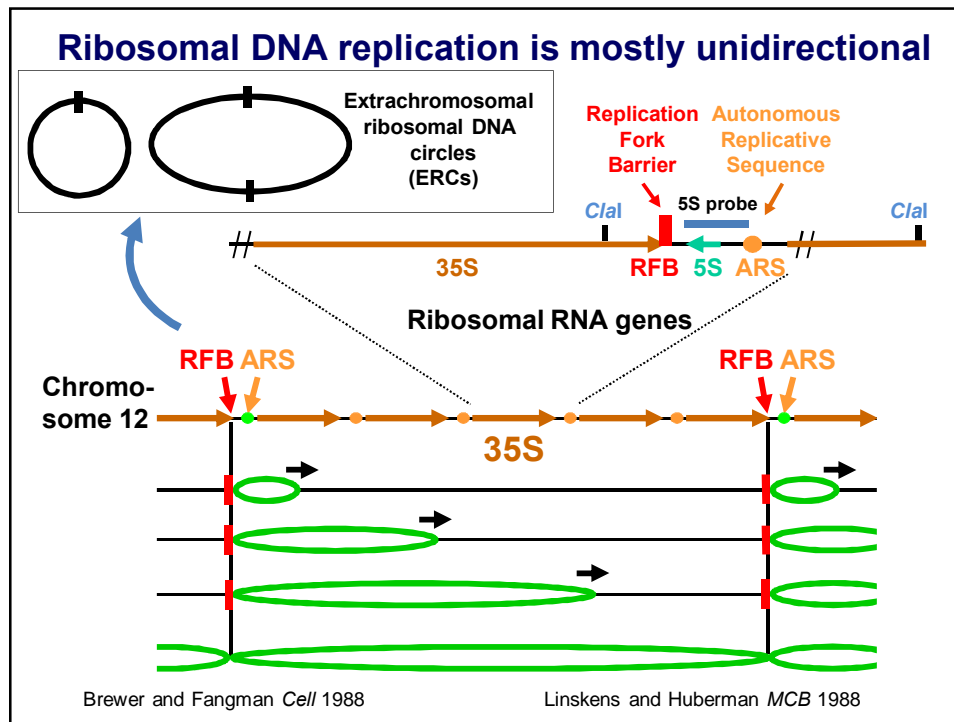 Ribosomal DNA replication is mostly unidirectional
Extrachromosomal
ribosomal DNA
circles
(ERCs)
Replication
Fork
Barrier
Autonomous
Replicative
Sequence
ClaI
5S probe
ClaI
35S
RFB
5S
ARS
Ribosomal RNA genes
RFB ARS
RFB ARS
Chromo-
some 12
35S
Brewer and Fangman Cell 1988
Linskens and Huberman MCB 1988